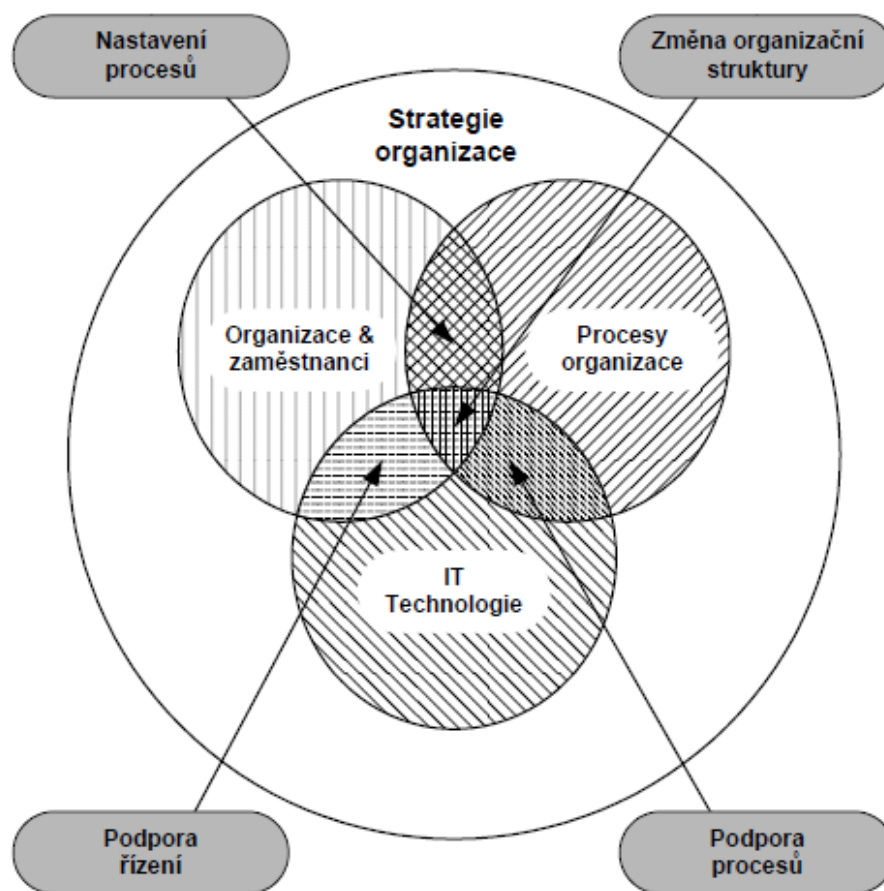 Nastavení
procesů
Změna organizační
struktury
Strategie
organizace
Organizace &
zaměstnanci
Procesy
organizace
IT
Technologie
Podpora
řízení
Podpora
procesů